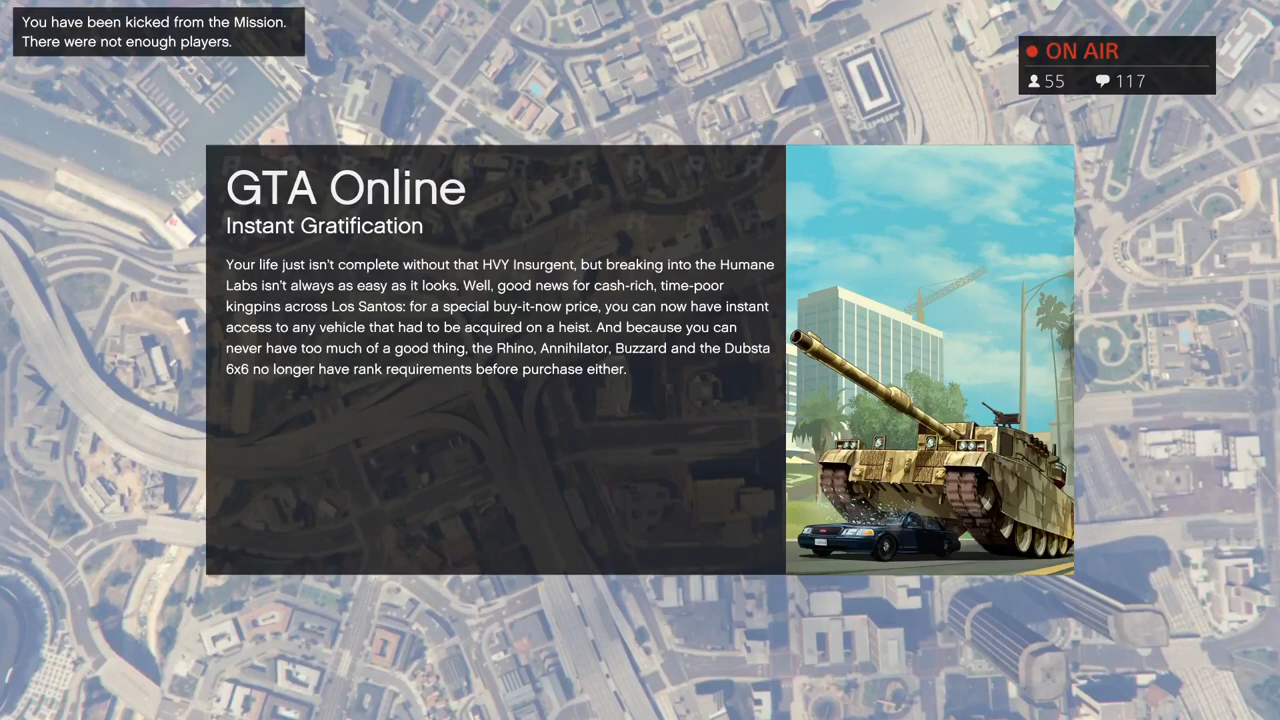 You have been kicked from the Mission.
There were not enough players.
ON AIR
55 117
GTA Online
Instant Gratification
Your life just isn't complete without that HVY Insurgent, but breaking into the Humane
Labs isn't always as easy as it looks. Well, good news for cash-rich, time-poor
kingpins across Los Santos: for a special buy-it-now price, you can now have instant
access to any vehicle that had to be acquired on a heist. And because you can
never have too much of a good thing, the Rhino, Annihilator, Buzzard and the Dubsta
6x6 no longer have rank requirements before purchase either.